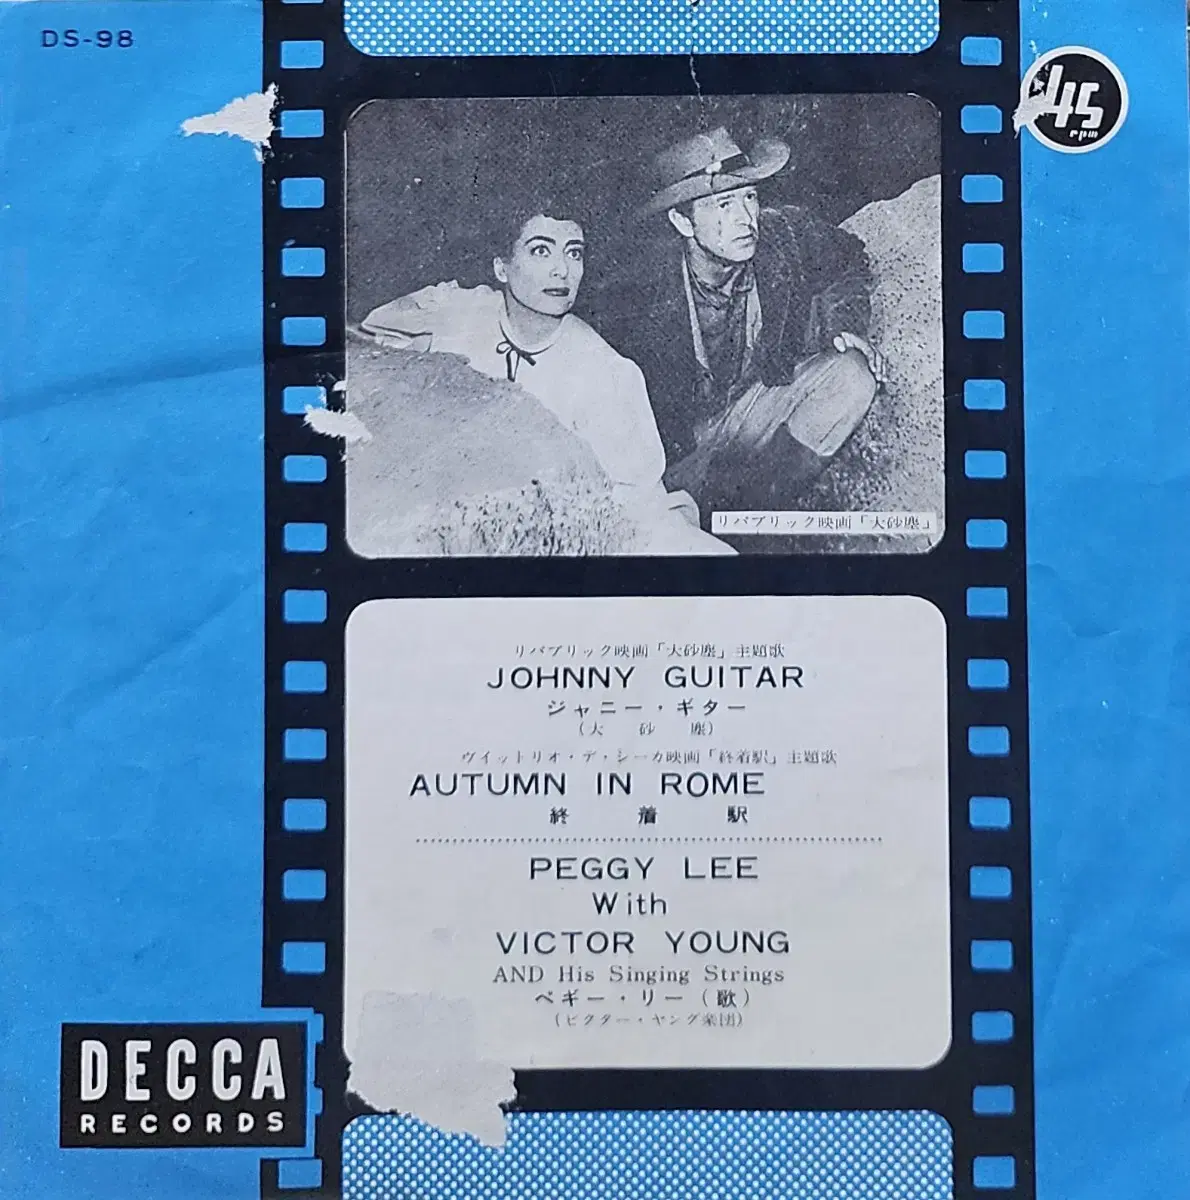 DS-98
45
rpm
リパブリック映画「大砂塵」
リパブリック映画「大砂塵」主題歌
JOHNNY GUITAR
ジャニー・ギター
(大砂塵)
ヴィットリオ・デ・シーカ映画「終着駅」主題歌
AUTUMN IN ROME
終着駅
PEGGY LEE
With
VICTOR YOUNG
AND His Singing Strings
ペギー・リー(歌)
(ビクター・ヤング楽団)
DECCA
RECORDS